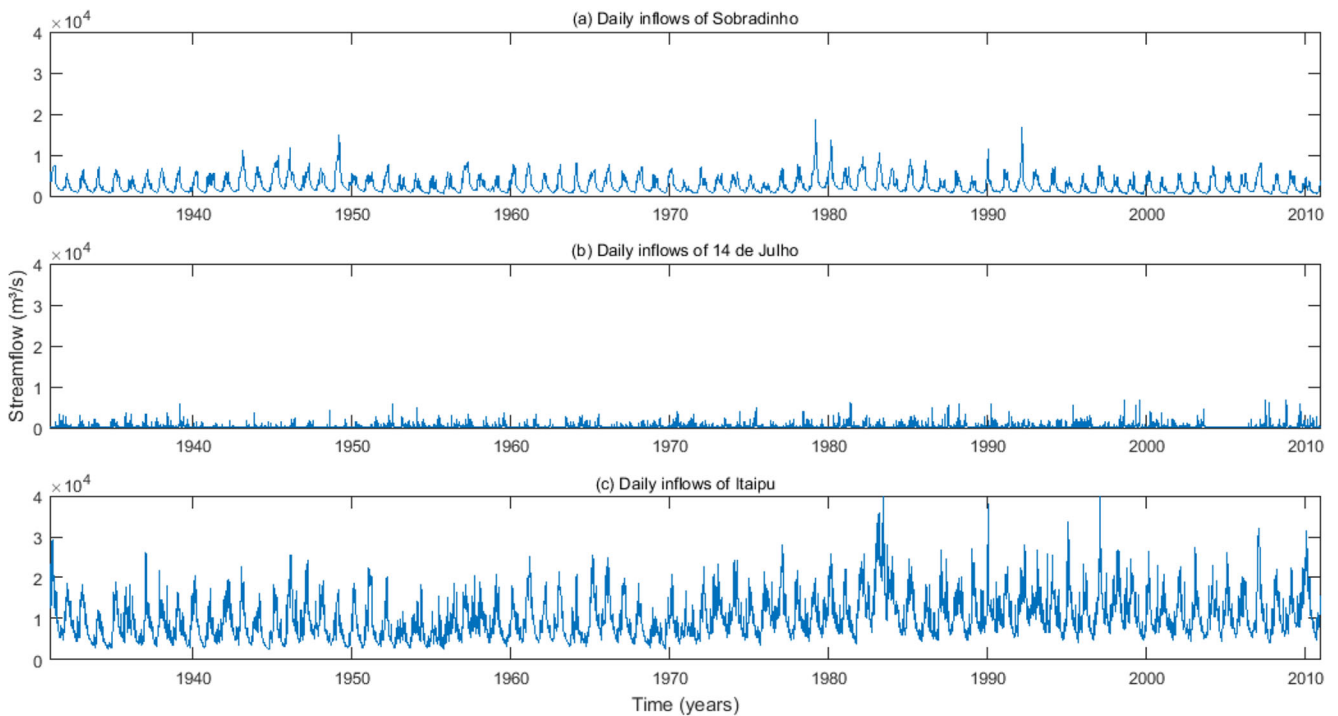 (a) Daily inflows of Sobradinho
×10⁴
4
3
2
1
0
1940 1950 1960 1970 1980 1990 2000 2010
(b) Daily inflows of 14 de Julho
×10⁴
4
3
2
1
0
1940 1950 1960 1970 1980 1990 2000 2010
Streamflow (m³/s)
(c) Daily inflows of Itaipu
×10⁴
4
3
2
1
0
1940 1950 1960 1970 1980 1990 2000 2010
Time (years)